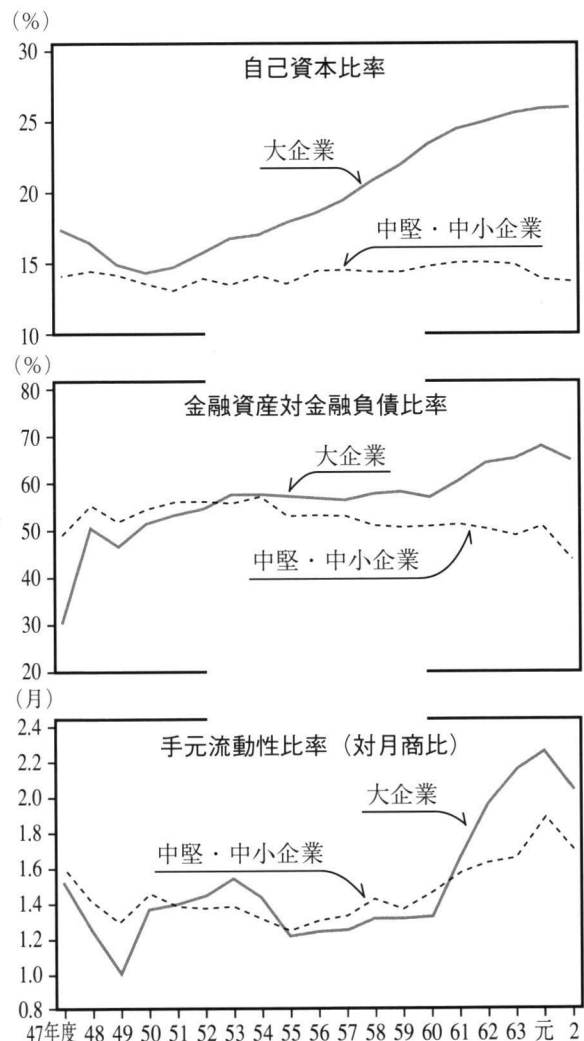 (%)
30
自己資本比率
25
大企業
20
中堅・中小企業
15
10
(%)
80
金融資産対金融負債比率
70
大企業
60
50
中堅・中小企業
40
30
20
(月)
2.4
手元流動性比率（対月商比）
2.2
大企業
2.0
1.8
中堅・中小企業
1.6
1.4
1.2
1.0
0.8
47年度 48 49 50 51 52 53 54 55 56 57 58 59 60 61 62 63 元 2